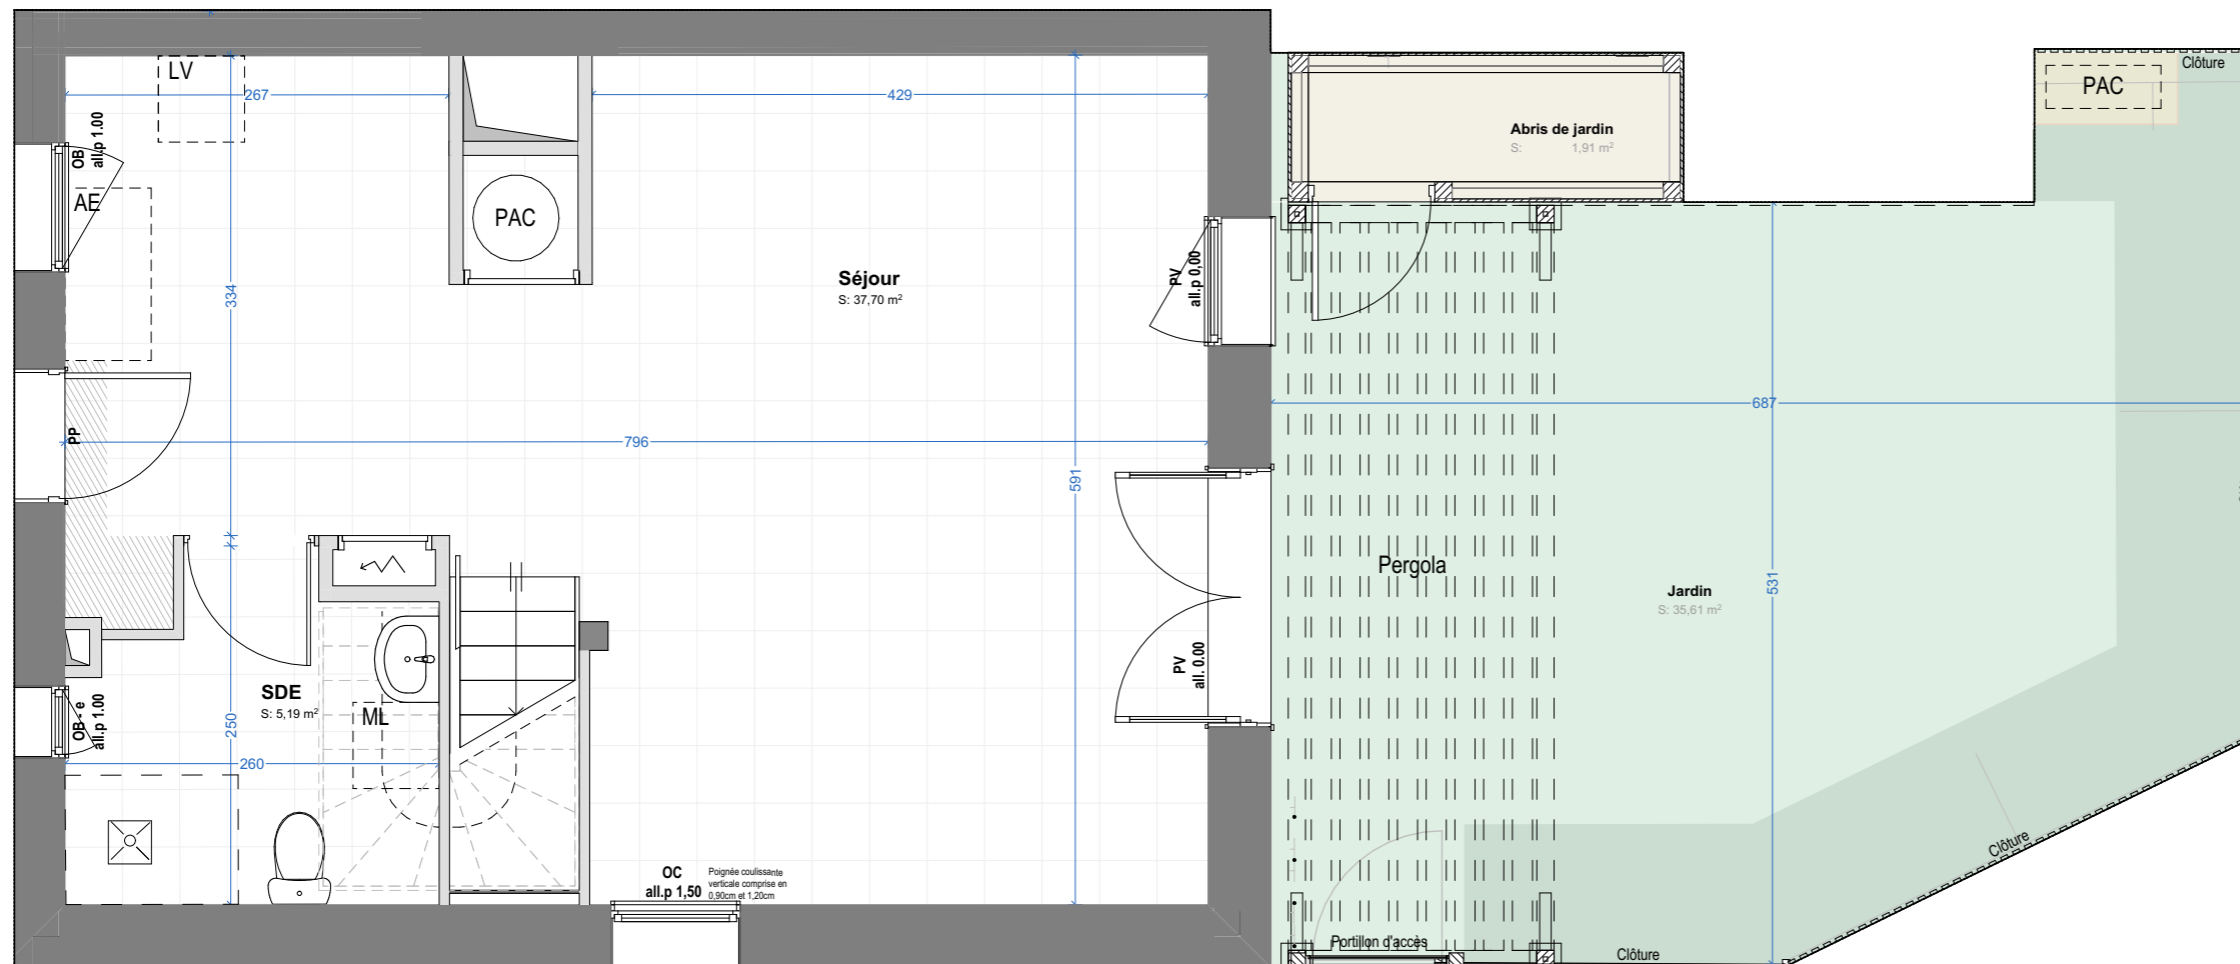 LV
267
429
OB
all.p 1.00
AE
PAC
334
Séjour
S: 37,70 m²
PV
all.p 0,00
PP
796
591
SDE
S: 5,19 m²
ML
OB - e
all.p 1.00
250
260
PV
all. 0.00
OC
all.p 1,50
Poignée coulissante
verticale comprise en
0,90cm et 1,20cm
Abris de jardin
S: 1,91 m²
PAC
Clôture
687
Pergola
531
Jardin
S: 35,61 m²
Clôture
Portillon d'accès
Clôture